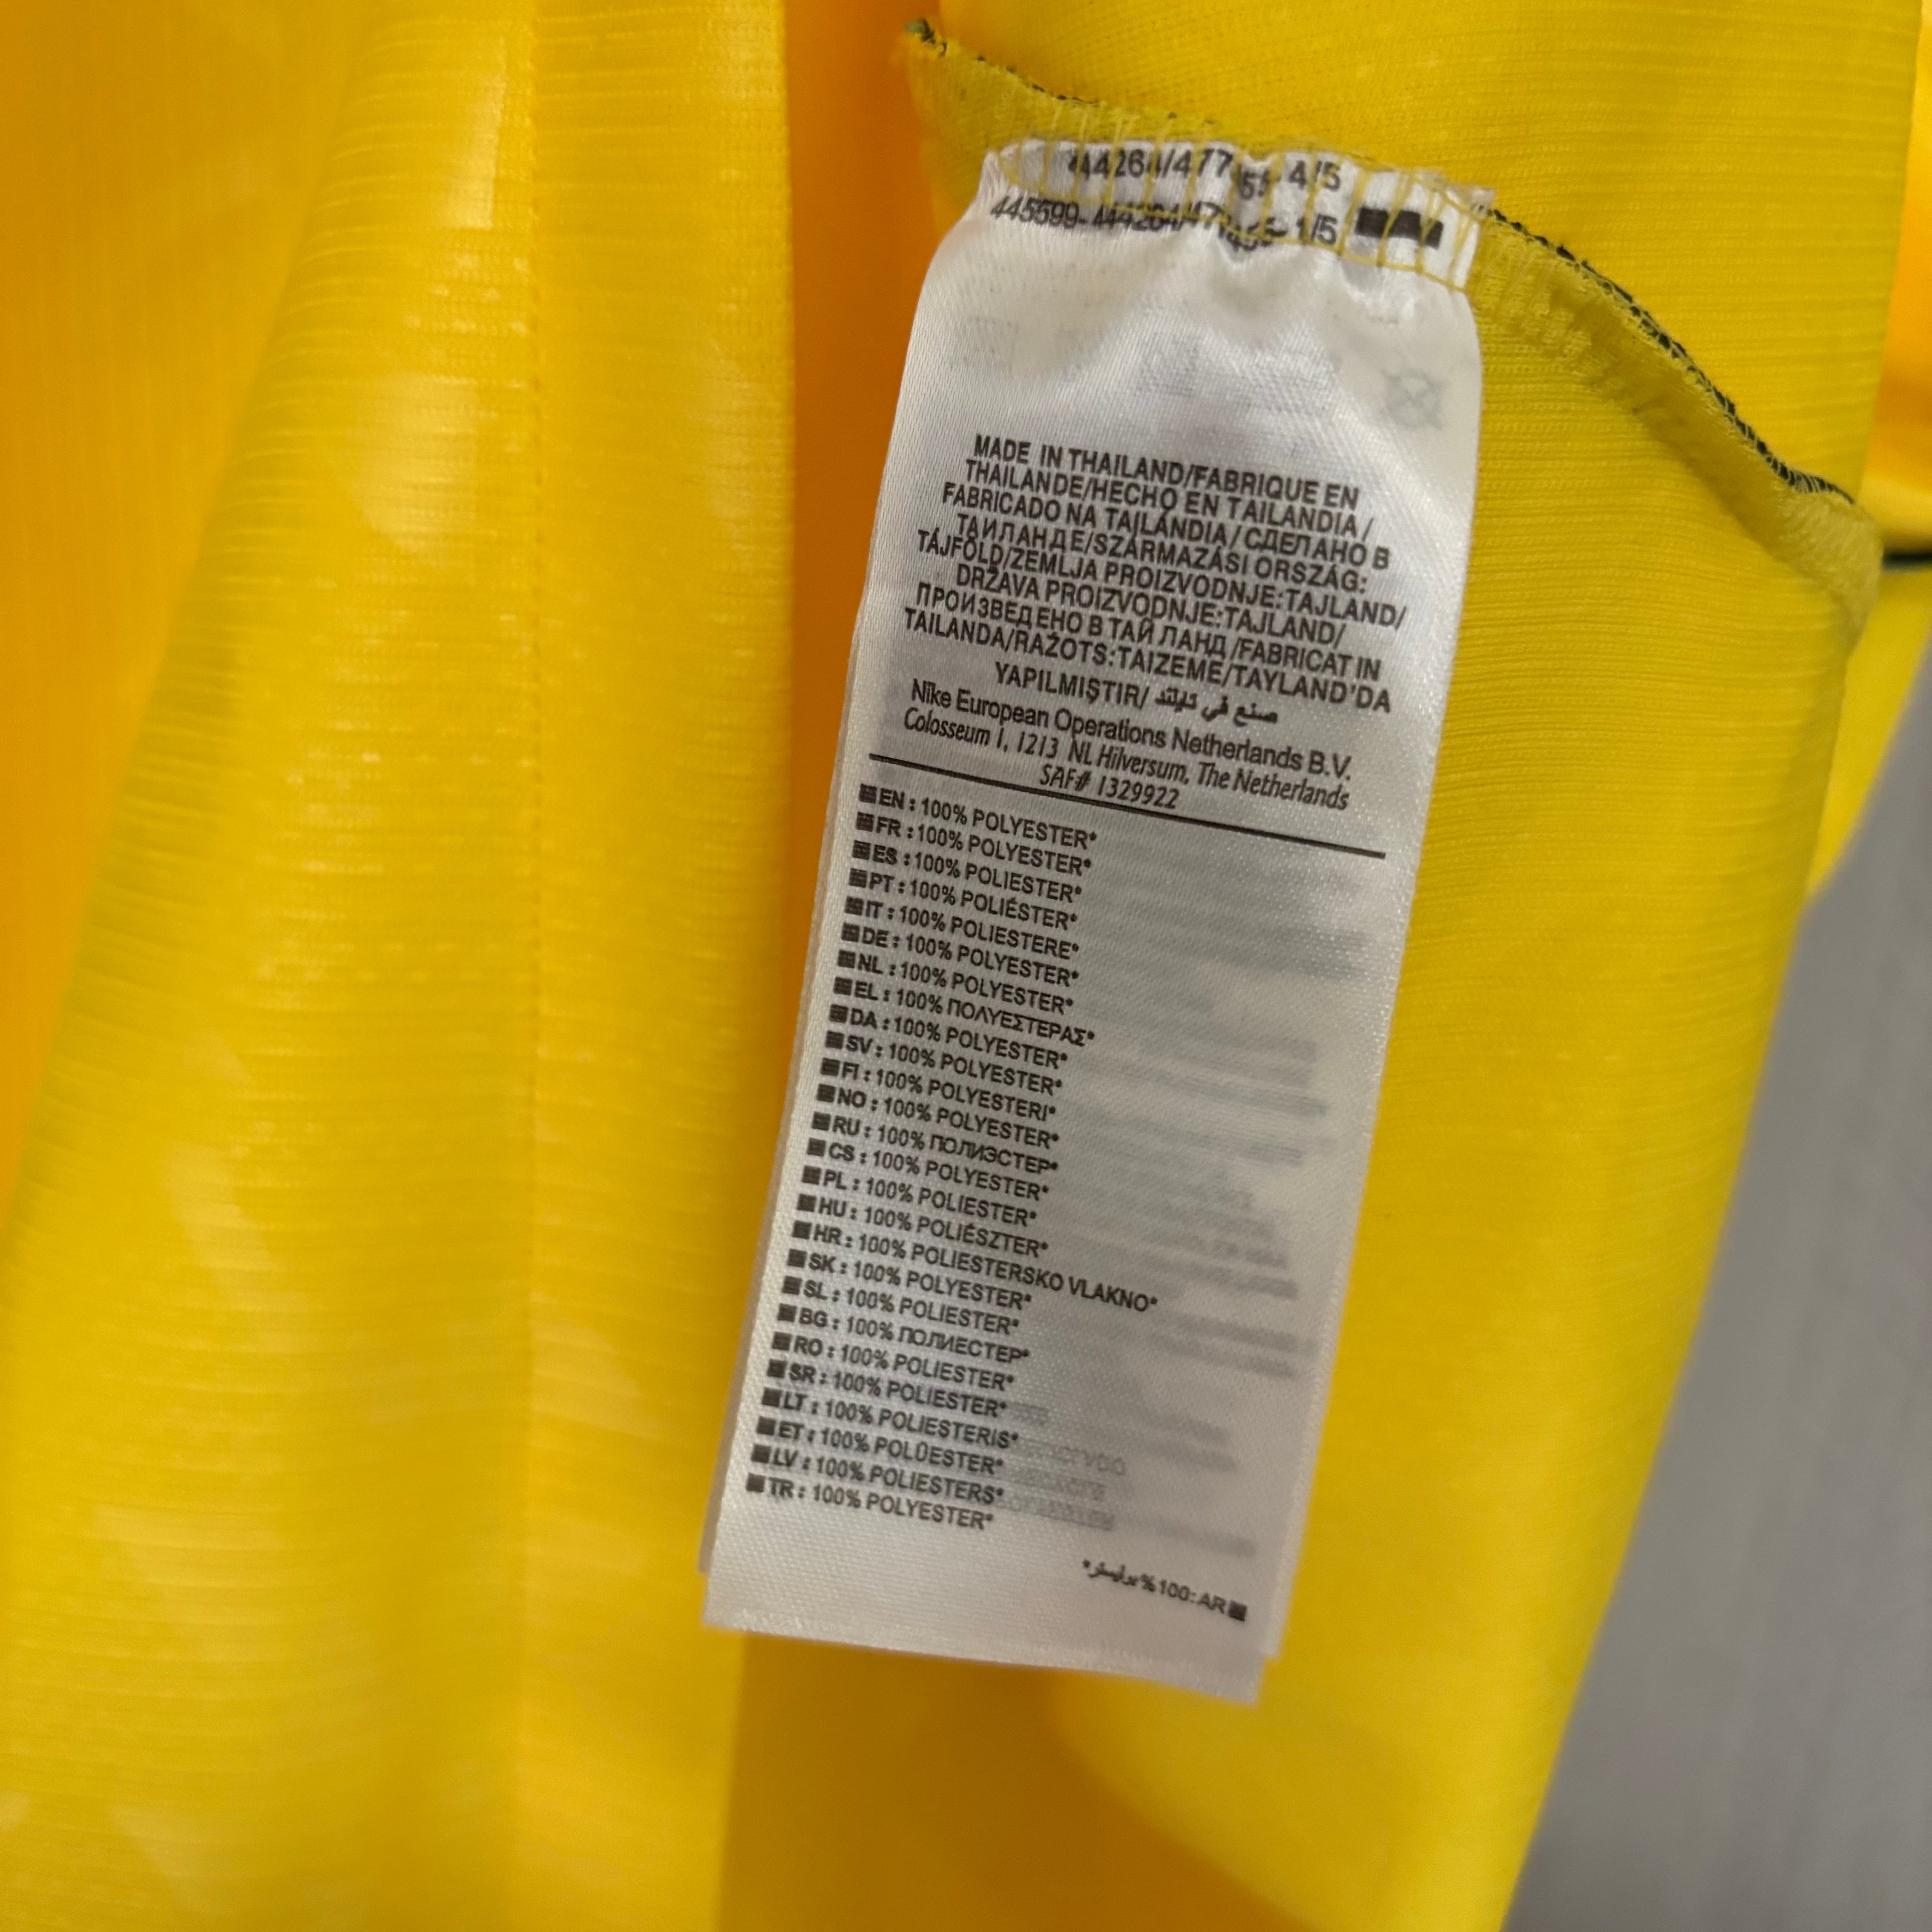 4/5
1/5
MADE IN THAILAND/FABRIQUE EN
THAILANDE/HECHO EN TAILANDIA/
FABRICADO NA TAILÂNDIA/СДЕЛАНО В
ТАИЛАНДЕ/SZÁRMAZÁSI ORSZÁG:
TÁJFÖLD/ZEMLJA PROIZVODNJE:TAJLAND/
DRŽAVA PROIZVODNJE:TAJLAND/
ПРОИЗВЕДЕНО В ТАЙЛАНД/FABRICAT IN
TAILANDA/RAŽOTS:TAIZEME/TAYLAND'DA
YAPILMIŞTIR/ صنع في تايلند
Nike European Operations Netherlands B.V.
Colosseum 1, 1213 NL Hilversum, The Netherlands
SAF# 1329922
EN : 100% POLYESTER*
FR : 100% POLYESTER*
ES : 100% POLIESTER*
PT : 100% POLIÉSTER*
IT : 100% POLIESTERE*
DE : 100% POLYESTER*
NL : 100% POLYESTER*
EL : 100% ΠΟΛΥΕΣΤΕΡΑΣ*
DA : 100% POLYESTER*
SV : 100% POLYESTER*
FI : 100% POLYESTERI*
NO : 100% POLYESTER*
RU : 100% ПОЛИЭСТЕР*
CS : 100% POLYESTER*
PL : 100% POLIESTER*
HU : 100% POLIÉSZTER*
HR : 100% POLIESTERSKO VLAKNO*
SK : 100% POLYESTER*
SL : 100% POLIESTER*
BG : 100% ПОЛИЕСТЕР*
RO : 100% POLIESTER*
SR : 100% POLIESTER*
LT : 100% POLIESTERIS*
ET : 100% POLÜESTER*
LV : 100% POLIESTERS*
TR : 100% POLYESTER*
AR :100% بوليستر*